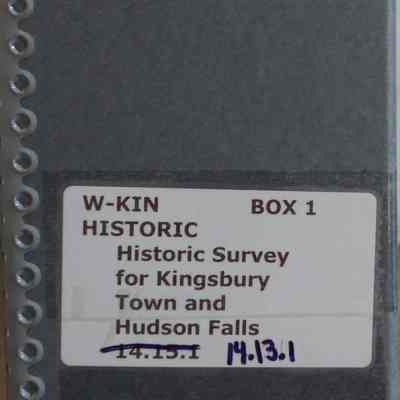 W-KIN BOX 1
HISTORIC
Historic Survey
for Kingsbury
Town and
Hudson Falls
14.15.1 14.13.1